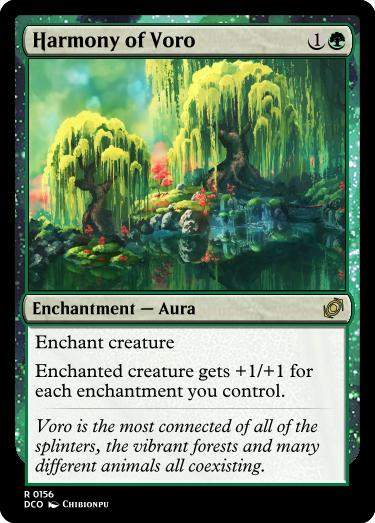 Harmony of Voro 1
Enchantment — Aura
Enchant creature
Enchanted creature gets +1/+1 for
each enchantment you control.
Voro is the most connected of all of the
splinters, the vibrant forests and many
different animals all coexisting.
R 0156
DCO Chibionpu